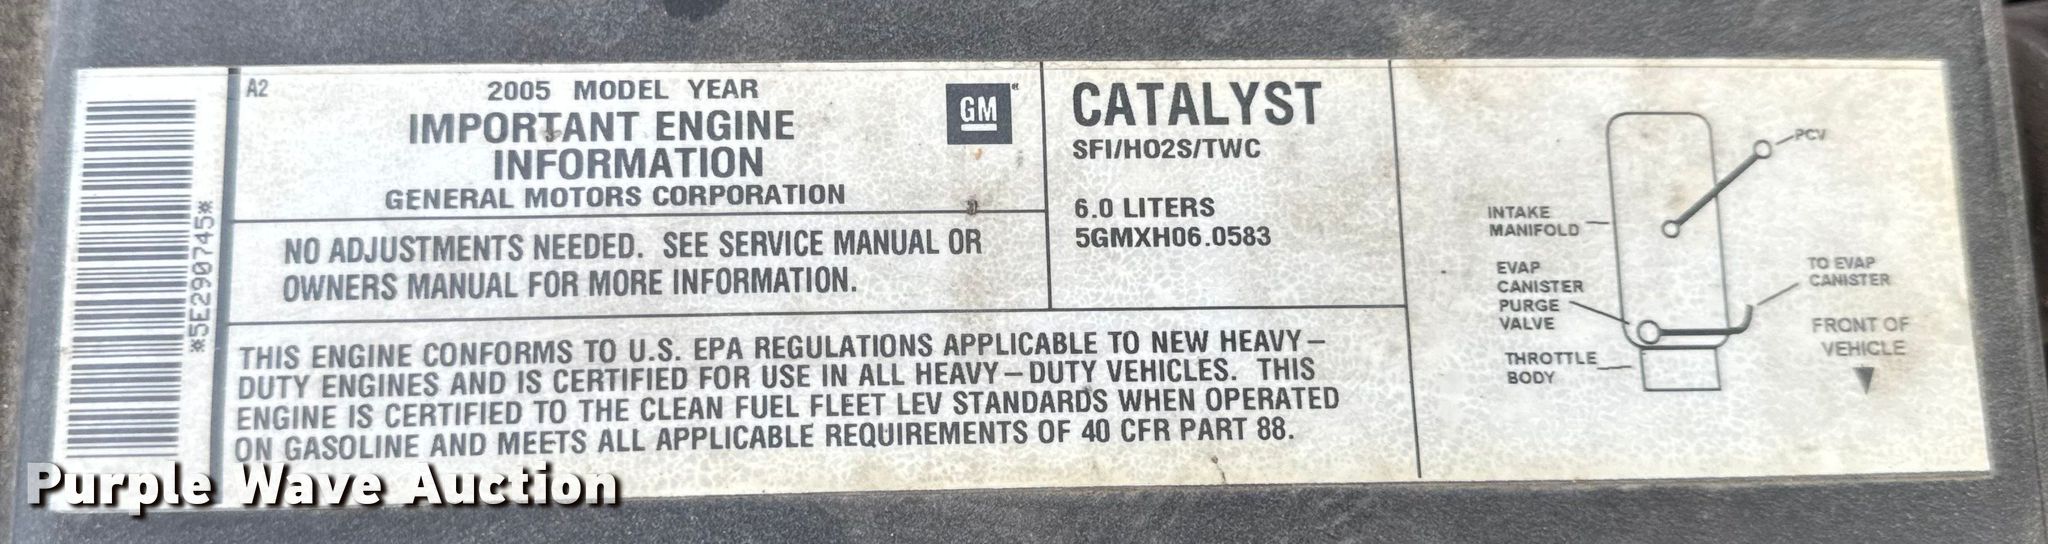 *5E290745*
A2
2005 MODEL YEAR
IMPORTANT ENGINE
INFORMATION
GENERAL MOTORS CORPORATION
GM
NO ADJUSTMENTS NEEDED. SEE SERVICE MANUAL OR
OWNERS MANUAL FOR MORE INFORMATION.
CATALYST
SFI/HO2S/TWC
6.0 LITERS
5GMXH06.0583
THIS ENGINE CONFORMS TO U.S. EPA REGULATIONS APPLICABLE TO NEW HEAVY-
DUTY ENGINES AND IS CERTIFIED FOR USE IN ALL HEAVY-DUTY VEHICLES. THIS
ENGINE IS CERTIFIED TO THE CLEAN FUEL FLEET LEV STANDARDS WHEN OPERATED
ON GASOLINE AND MEETS ALL APPLICABLE REQUIREMENTS OF 40 CFR PART 88.
PCV
INTAKE
MANIFOLD
EVAP
CANISTER
PURGE
VALVE
THROTTLE
BODY
TO EVAP
CANISTER
FRONT OF
VEHICLE
Purple Wave Auction